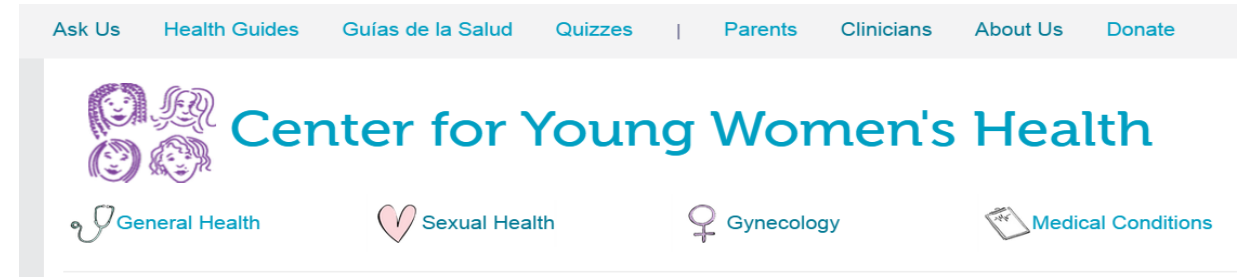 Ask Us Health Guides Guías de la Salud Quizzes | Parents Clinicians About Us Donate
Center for Young Women's Health
General Health Sexual Health Gynecology Medical Conditions